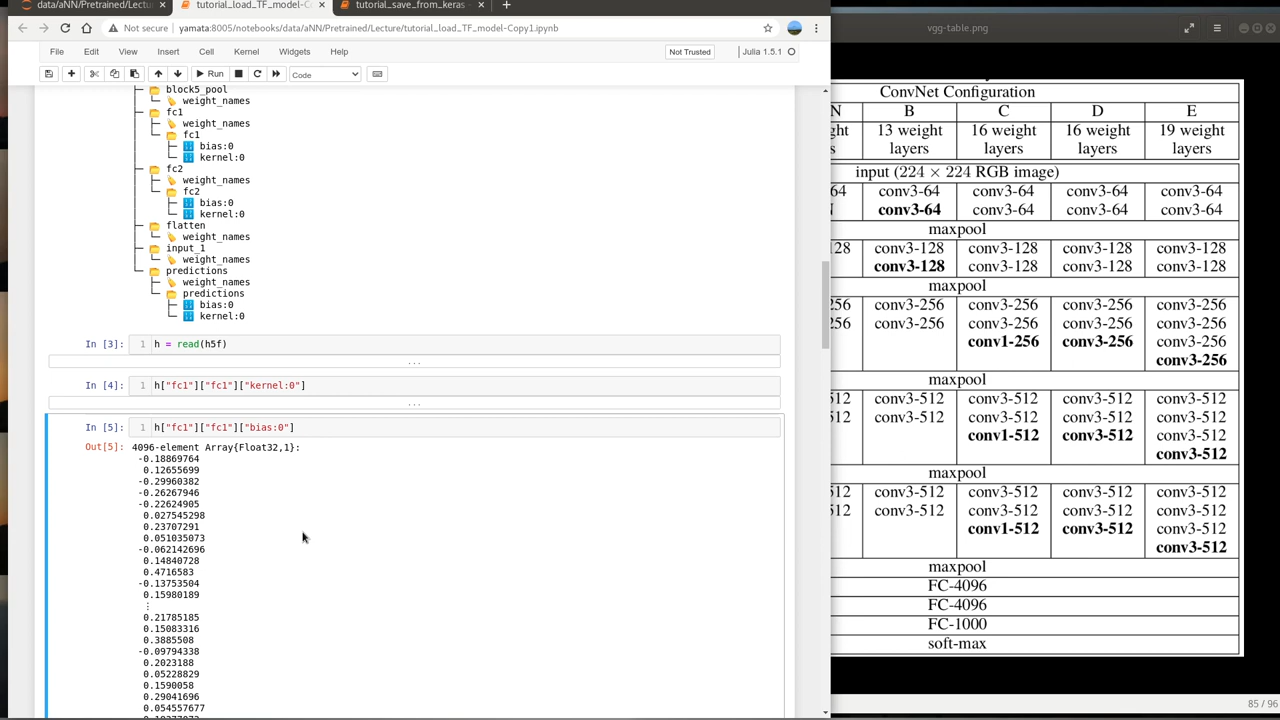 data/aNN/Pretrained/Lecture/
tutorial_load_TF_model-C
tutorial_save_from_keras
Not secure
yamata:8005/notebooks/data/aNN/Pretrained/Lecture/tutorial_load_TF_model-Copy1.ipynb
File Edit View Insert Cell Kernel Widgets Help
Not Trusted
Julia 1.5.1
Run
Code
block5_pool
weight_names
fc1
weight_names
fc1
bias:0
kernel:0
fc2
weight_names
fc2
bias:0
kernel:0
flatten
weight_names
input_1
weight_names
predictions
weight_names
predictions
bias:0
kernel:0
In [3]: 1 h = read(h5f)
...
In [4]: 1 h["fc1"]["fc1"]["kernel:0"]
...
In [5]: 1 h["fc1"]["fc1"]["bias:0"]
Out[5]: 4096-element Array{Float32,1}:
-0.18869764
0.12655699
-0.29960382
-0.26267946
-0.22624905
0.027545298
0.23707291
0.051035073
-0.062142696
0.14840728
0.4716583
-0.13753504
0.15980189
⋮
0.21785185
0.15083316
0.3885508
-0.09794338
0.2023188
0.05228829
0.1590058
0.29041696
0.054557677
vgg-table.png
ConvNet Configuration
N B C D E
ght 13 weight 16 weight 16 weight 19 weight
s layers layers layers layers
input (224 × 224 RGB image)
64 conv3-64 conv3-64 conv3-64 conv3-64
conv3-64 conv3-64 conv3-64 conv3-64
maxpool
128 conv3-128 conv3-128 conv3-128 conv3-128
conv3-128 conv3-128 conv3-128 conv3-128
maxpool
256 conv3-256 conv3-256 conv3-256 conv3-256
256 conv3-256 conv3-256 conv3-256 conv3-256
conv1-256 conv3-256 conv3-256
conv3-256
maxpool
512 conv3-512 conv3-512 conv3-512 conv3-512
512 conv3-512 conv3-512 conv3-512 conv3-512
conv1-512 conv3-512 conv3-512
conv3-512
maxpool
512 conv3-512 conv3-512 conv3-512 conv3-512
512 conv3-512 conv3-512 conv3-512 conv3-512
conv1-512 conv3-512 conv3-512
conv3-512
maxpool
FC-4096
FC-4096
FC-1000
soft-max
85 / 96